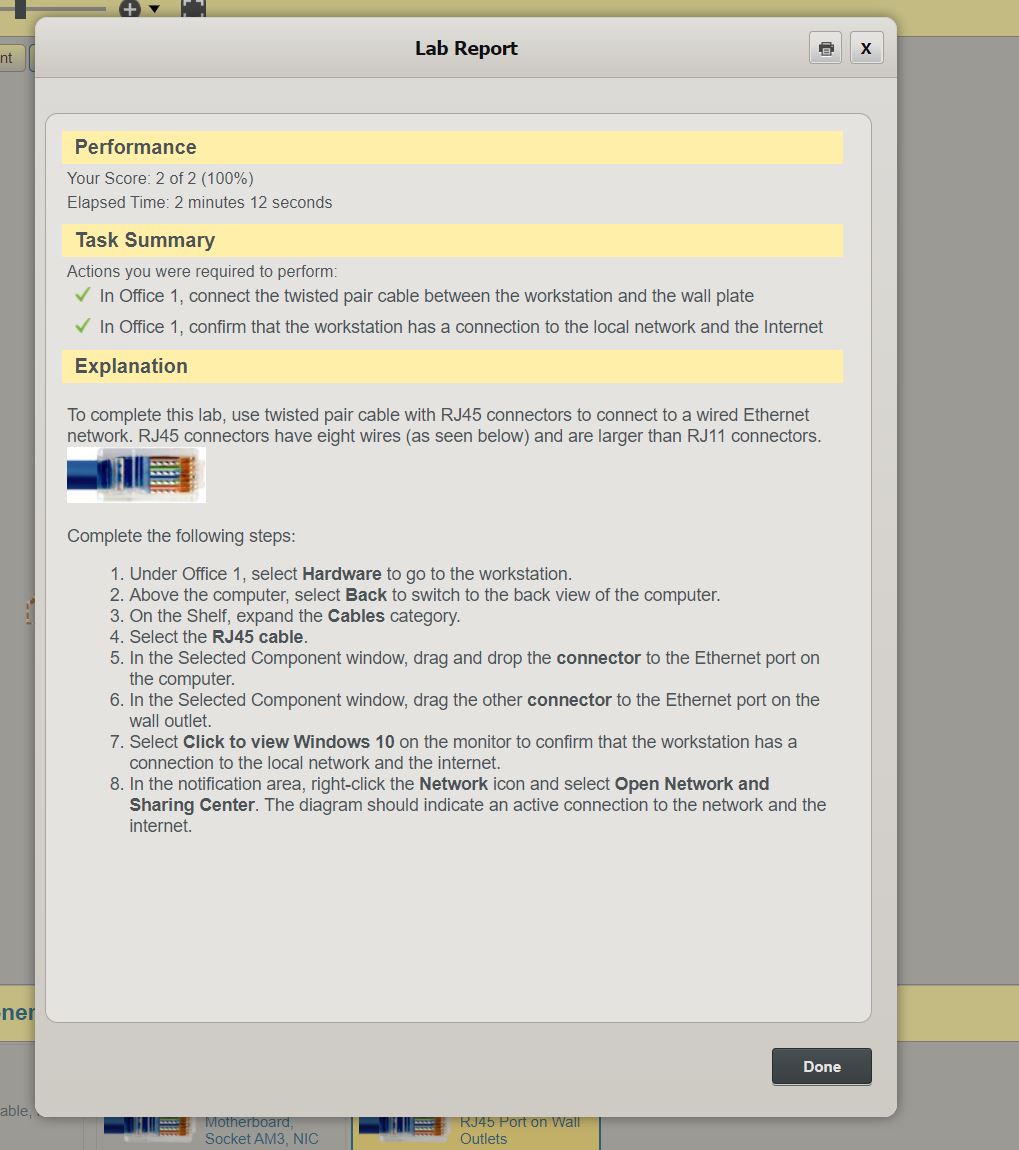 nt
Lab Report
X
Performance
Your Score: 2 of 2 (100%)
Elapsed Time: 2 minutes 12 seconds
Task Summary
Actions you were required to perform:
In Office 1, connect the twisted pair cable between the workstation and the wall plate
In Office 1, confirm that the workstation has a connection to the local network and the Internet
Explanation
To complete this lab, use twisted pair cable with RJ45 connectors to connect to a wired Ethernet
network. RJ45 connectors have eight wires (as seen below) and are larger than RJ11 connectors.
Complete the following steps:
1. Under Office 1, select Hardware to go to the workstation.
2. Above the computer, select Back to switch to the back view of the computer.
3. On the Shelf, expand the Cables category.
4. Select the RJ45 cable.
5. In the Selected Component window, drag and drop the connector to the Ethernet port on
the computer.
6. In the Selected Component window, drag the other connector to the Ethernet port on the
wall outlet.
7. Select Click to view Windows 10 on the monitor to confirm that the workstation has a
connection to the local network and the internet.
8. In the notification area, right-click the Network icon and select Open Network and
Sharing Center. The diagram should indicate an active connection to the network and the
internet.
Done
able,
Motherboard,
Socket AM3, NIC
RJ45 Port on Wall
Outlets